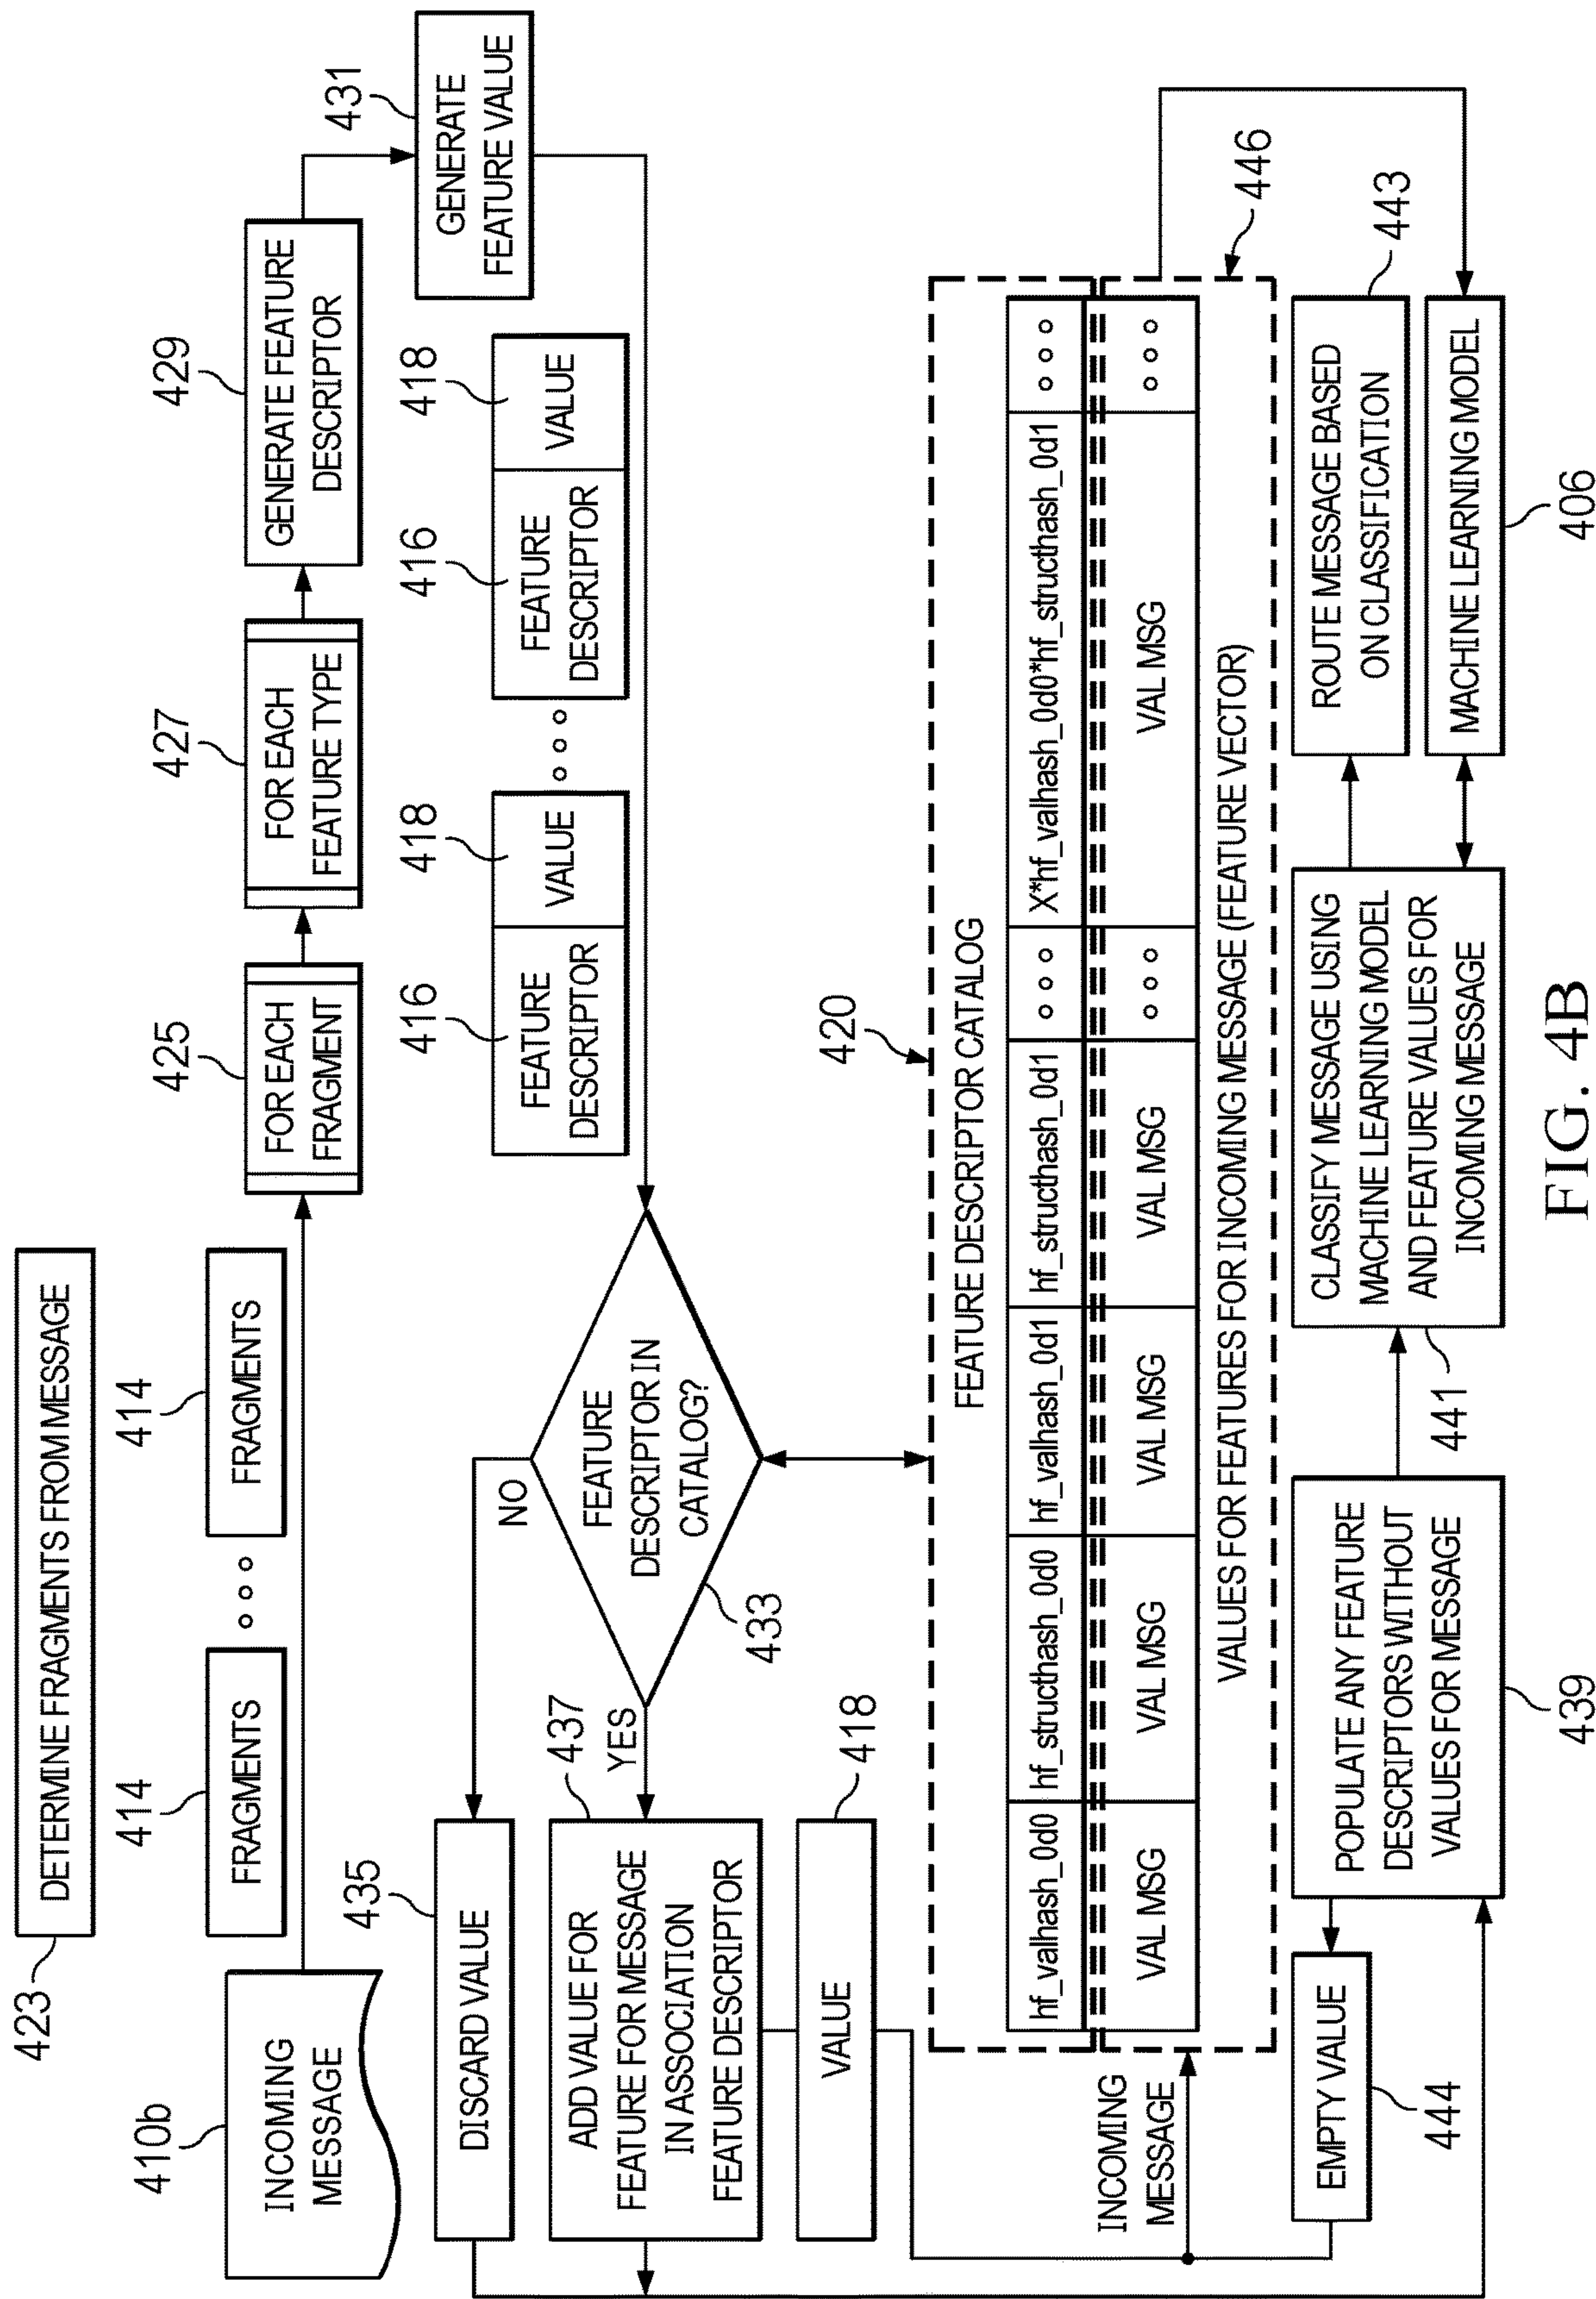 423
DETERMINE FRAGMENTS FROM MESSAGE
410b
INCOMING
MESSAGE
414
FRAGMENTS
414
FRAGMENTS
425
FOR EACH
FRAGMENT
427
FOR EACH
FEATURE TYPE
429
GENERATE FEATURE
DESCRIPTOR
431
GENERATE
FEATURE VALUE
416
FEATURE
DESCRIPTOR
418
VALUE
416
FEATURE
DESCRIPTOR
418
VALUE
435
DISCARD VALUE
NO
FEATURE
DESCRIPTOR IN
CATALOG?
433
YES
437
ADD VALUE FOR
FEATURE FOR MESSAGE
IN ASSOCIATION
FEATURE DESCRIPTOR
418
VALUE
420
FEATURE DESCRIPTOR CATALOG
hf_valhash_0d0 hf_structhash_0d0 hf_valhash_0d1 hf_structhash_0d1 X*hf_valhash_0d0*hf_structhash_0d1
VAL MSG VAL MSG VAL MSG VAL MSG VAL MSG
VALUES FOR FEATURES FOR INCOMING MESSAGE (FEATURE VECTOR)
446
INCOMING
MESSAGE
EMPTY VALUE
444
POPULATE ANY FEATURE
DESCRIPTORS WITHOUT
VALUES FOR MESSAGE
439
441
CLASSIFY MESSAGE USING
MACHINE LEARNING MODEL
AND FEATURE VALUES FOR
INCOMING MESSAGE
443
ROUTE MESSAGE BASED
ON CLASSIFICATION
MACHINE LEARNING MODEL
406
FIG. 4B